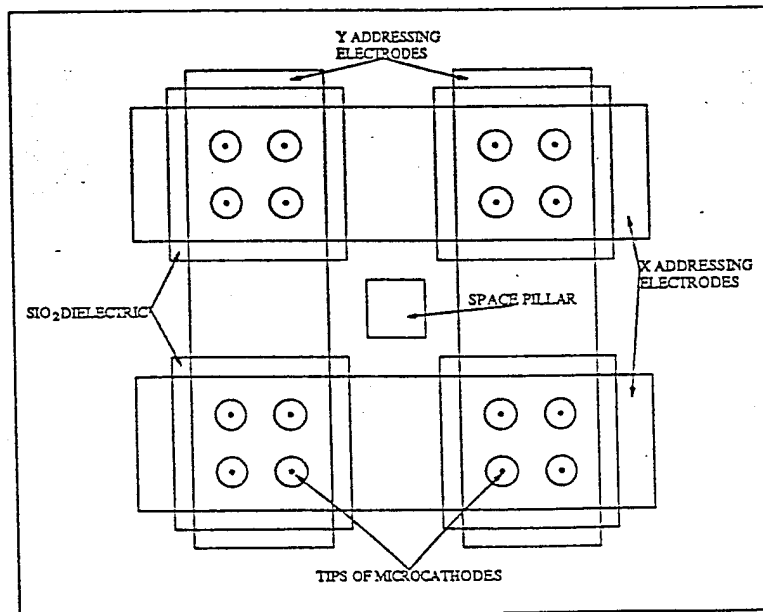 Y ADDRESSING
ELECTRODES
X ADDRESSING
ELECTRODES
SPACE PILLAR
SIO₂ DIELECTRIC
TIPS OF MICROCATHODES